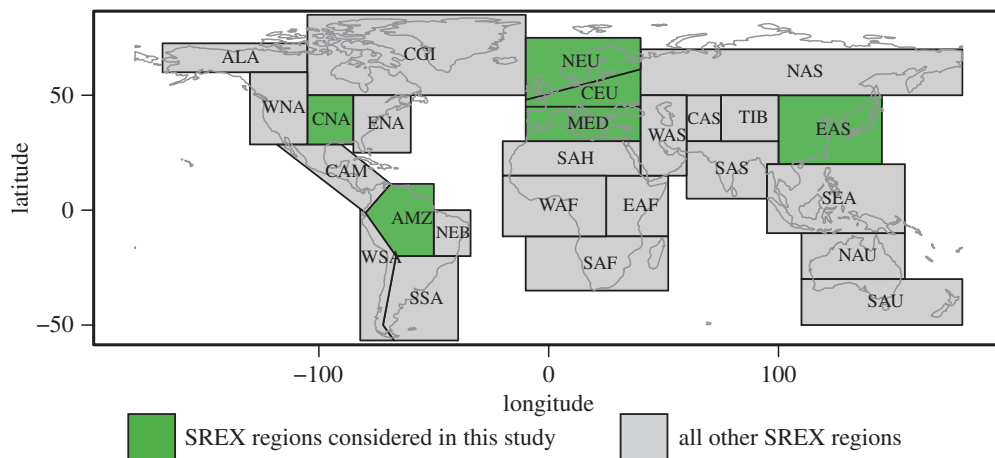 ALA
CGI
NEU
NAS
WNA
CNA
ENA
CEU
MED
WAS
CAS
TIB
EAS
CAM
SAH
SAS
AMZ
NEB
WAF
EAF
SEA
WSA
SSA
SAF
NAU
SAU
latitude
50
0
−50
−100
0
100
longitude
SREX regions considered in this study
all other SREX regions